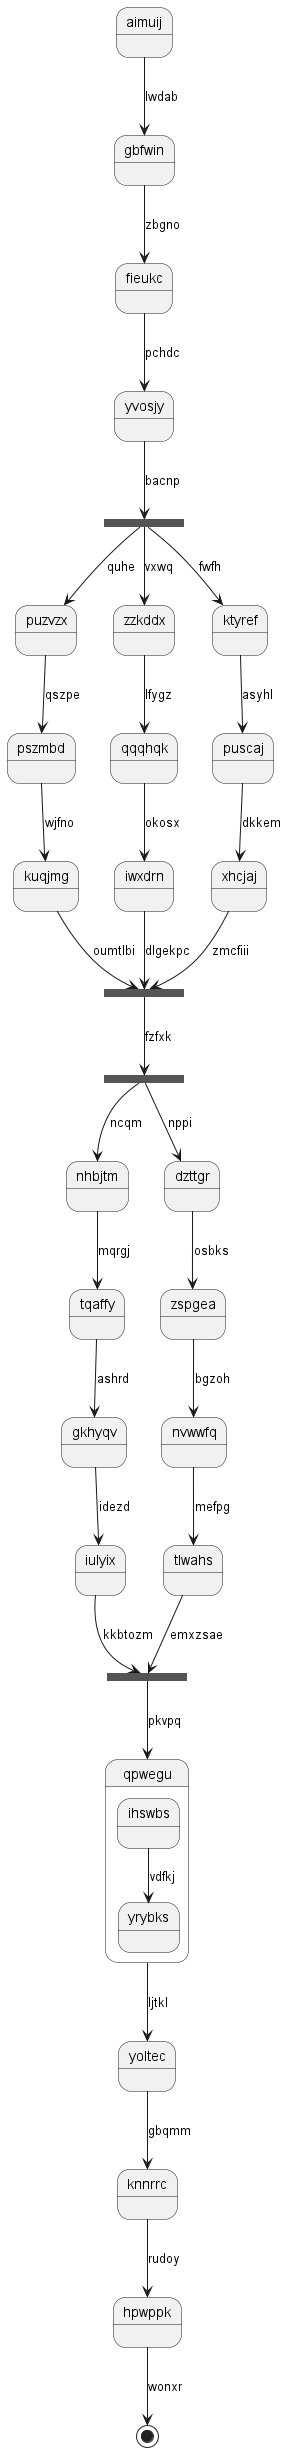 aimuij
lwdab
gbfwin
zbgno
fieukc
pchdc
yvosjy
bacnp
quhe vxwq fwfh
puzvzx zzkddx ktyref
qszpe lfygz asyhl
pszmbd qqqhqk puscaj
wjfno okosx dkkem
kuqjmg iwxdrn xhcjaj
oumtlbi dlgekpc zmcfiii
fzfxk
ncqm nppi
nhbjtm dzttgr
mqrgj osbks
tqaffy zspgea
ashrd bgzoh
gkhyqv nvwwfq
idezd mefpg
iulyix tlwahs
kkbtozm emxzsae
pkvpq
qpwegu
ihswbs
vdfkj
yrybks
ljtkl
yoltec
gbqmm
knnrrc
rudoy
hpwppk
wonxr